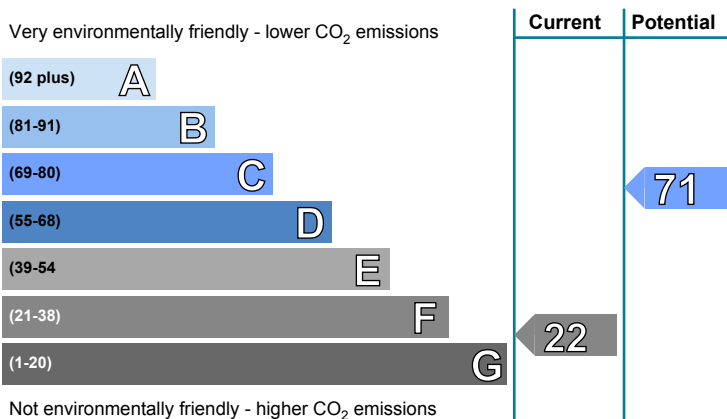 Current Potential
Very environmentally friendly - lower CO2 emissions
(92 plus) A
(81-91) B
(69-80) C
71
(55-68) D
(39-54 E
(21-38) F
22
(1-20) G
Not environmentally friendly - higher CO2 emissions